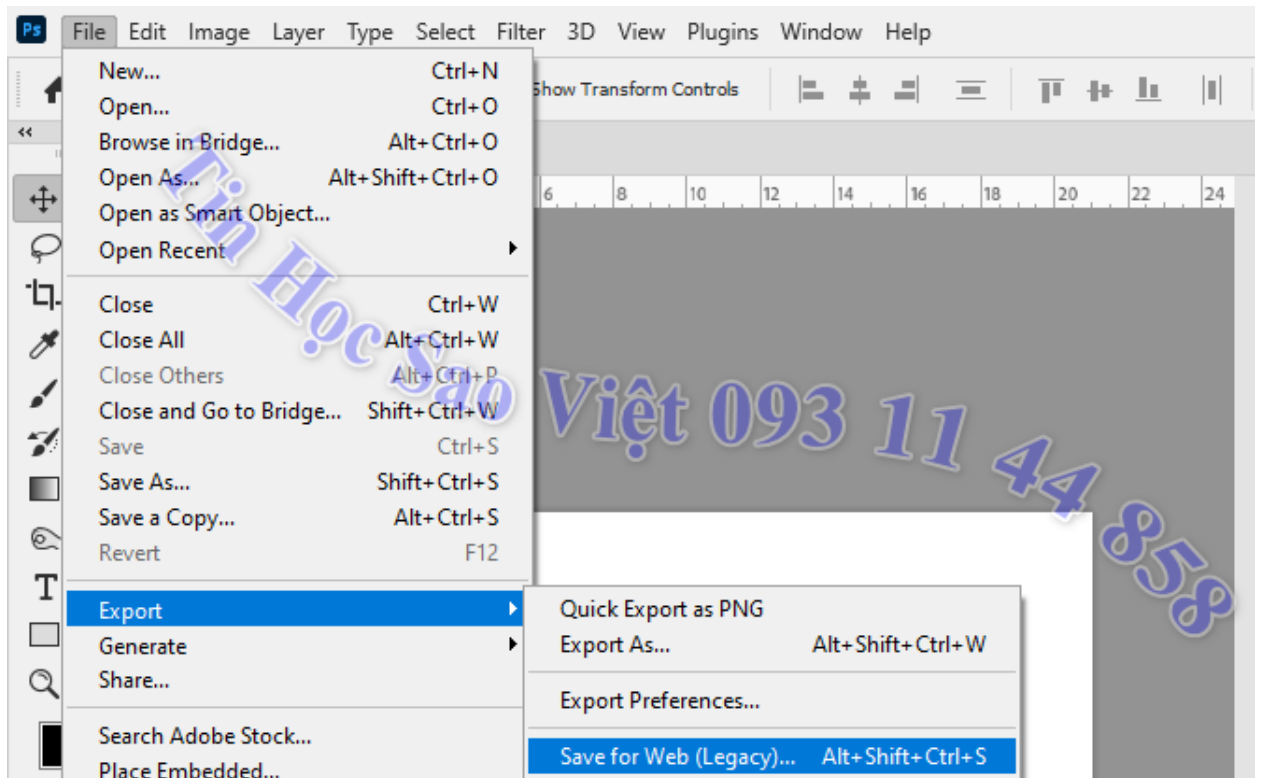 Ps File Edit Image Layer Type Select Filter 3D View Plugins Window Help
Show Transform Controls
6 8 10 12 14 16 18 20 22 24
New... Ctrl+N
Open... Ctrl+O
Browse in Bridge... Alt+Ctrl+O
Open As... Alt+Shift+Ctrl+O
Open as Smart Object...
Open Recent
Close Ctrl+W
Close All Alt+Ctrl+W
Close Others Alt+Ctrl+P
Close and Go to Bridge... Shift+Ctrl+W
Save Ctrl+S
Save As... Shift+Ctrl+S
Save a Copy... Alt+Ctrl+S
Revert F12
Export
Generate
Share...
Search Adobe Stock...
Place Embedded...
Quick Export as PNG
Export As... Alt+Shift+Ctrl+W
Export Preferences...
Save for Web (Legacy)... Alt+Shift+Ctrl+S
Tin Học Sao Việt 093 11 44 858